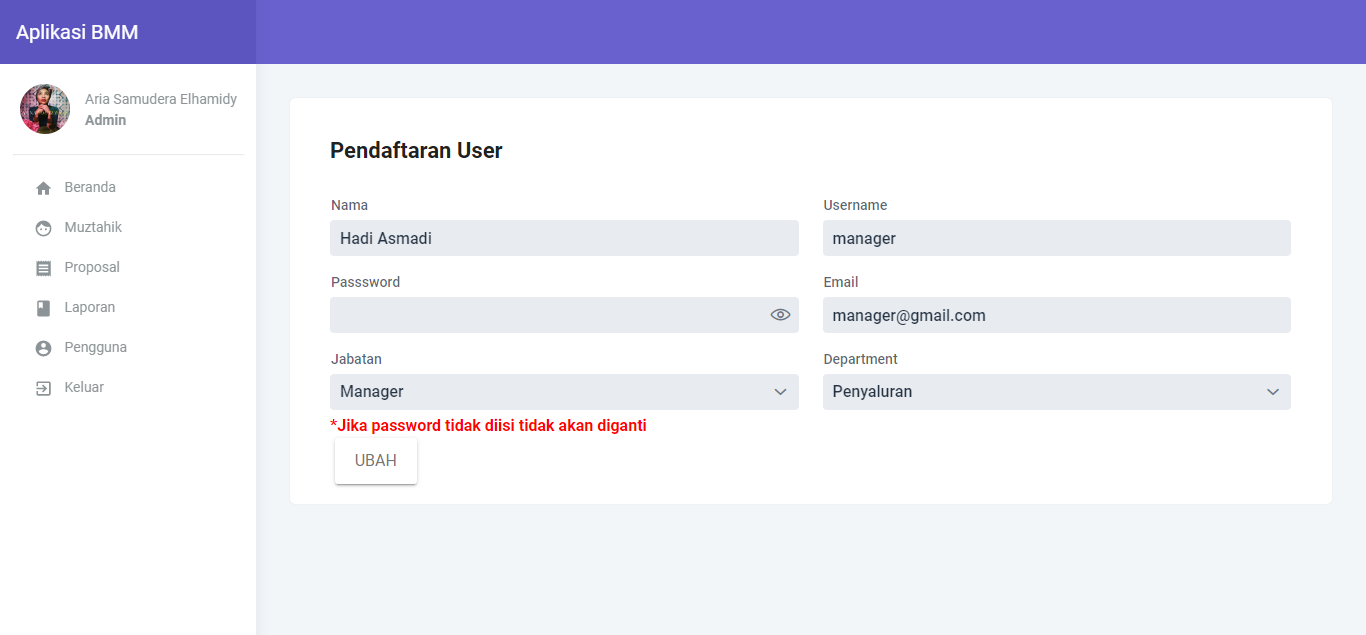 Aplikasi BMM
Aria Samudera Elhamidy
Admin
Beranda
Muztahik
Proposal
Laporan
Pengguna
Keluar
Pendaftaran User
Nama
Username
Hadi Asmadi
manager
Passsword
Email
manager@gmail.com
Jabatan
Department
Manager
Penyaluran
*Jika password tidak diisi tidak akan diganti
UBAH